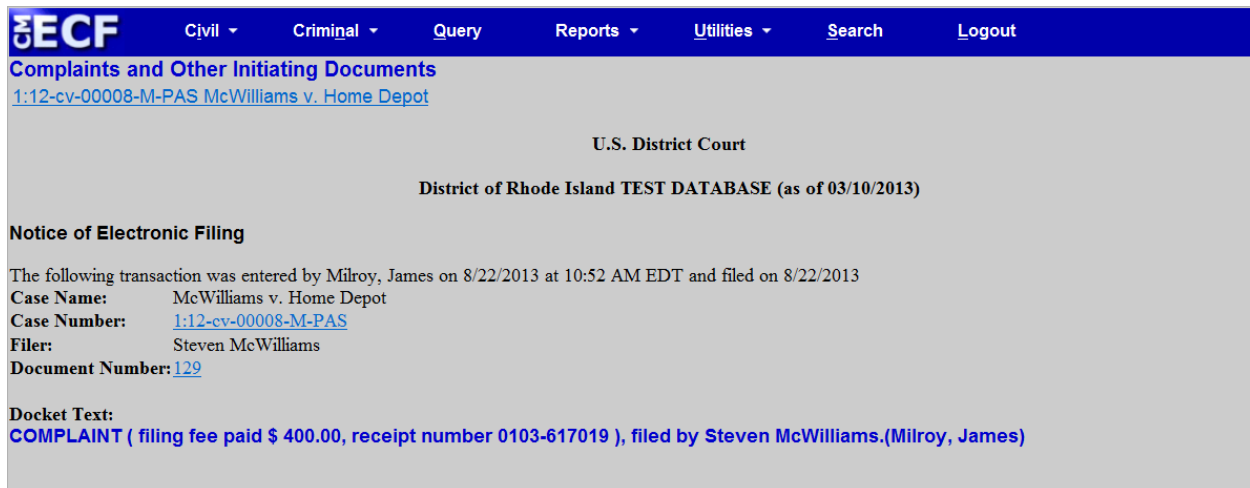 CM ECF Civil Criminal Query Reports Utilities Search Logout
Complaints and Other Initiating Documents
1:12-cv-00008-M-PAS McWilliams v. Home Depot
U.S. District Court
District of Rhode Island TEST DATABASE (as of 03/10/2013)
Notice of Electronic Filing
The following transaction was entered by Milroy, James on 8/22/2013 at 10:52 AM EDT and filed on 8/22/2013
Case Name: McWilliams v. Home Depot
Case Number: 1:12-cv-00008-M-PAS
Filer: Steven McWilliams
Document Number: 129
Docket Text:
COMPLAINT ( filing fee paid $ 400.00, receipt number 0103-617019 ), filed by Steven McWilliams.(Milroy, James)